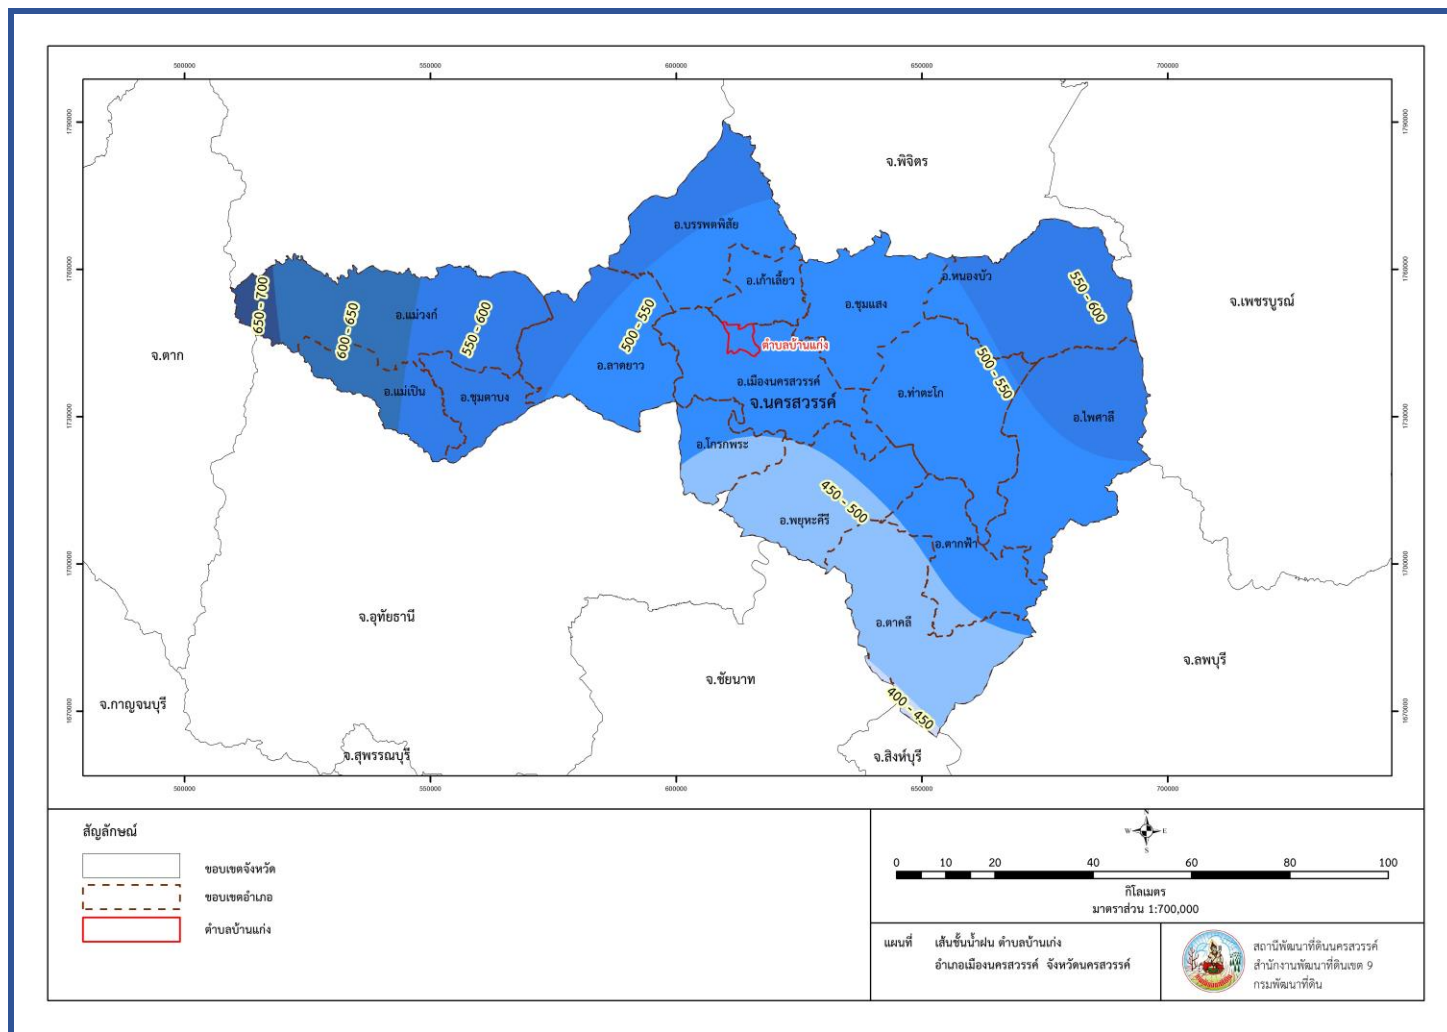 500000 550000 600000 650000 700000
1790000 1790000
จ.พิจิตร
อ.บรรพตพิสัย
1760000 1760000
อ.หนองบัว
อ.เก้าเลี้ยว
650 - 700
600 - 650
อ.แม่วงก์
550 - 600
500 - 550
อ.ชุมแสง
550 - 600
จ.เพชรบูรณ์
จ.ตาก
ตำบลบ้านแก่ง
อ.ลาดยาว
500 - 550
อ.เมืองนครสวรรค์
อ.แม่เปิน
อ.ชุมตาบง
อ.ท่าตะโก
จ.นครสวรรค์
1730000 1730000
อ.ไพศาลี
อ.โกรกพระ
450 - 500
อ.พยุหะคีรี
อ.ตากฟ้า
1700000 1700000
จ.อุทัยธานี
อ.ตาคลี
จ.ลพบุรี
จ.ชัยนาท
จ.กาญจนบุรี
400 - 450
1670000 1670000
จ.สุพรรณบุรี
จ.สิงห์บุรี
500000 550000 600000 650000 700000
สัญลักษณ์
ขอบเขตจังหวัด
ขอบเขตอำเภอ
ตำบลบ้านแก่ง
N
W E
S
0 10 20 40 60 80 100
กิโลเมตร
มาตราส่วน 1:700,000
แผนที่ เส้นชั้นน้ำฝน ตำบลบ้านเก่ง
อำเภอเมืองนครสวรรค์ จังหวัดนครสวรรค์
สถานีพัฒนาที่ดินนครสวรรค์
สำนักงานพัฒนาที่ดินเขต 9
กรมพัฒนาที่ดิน